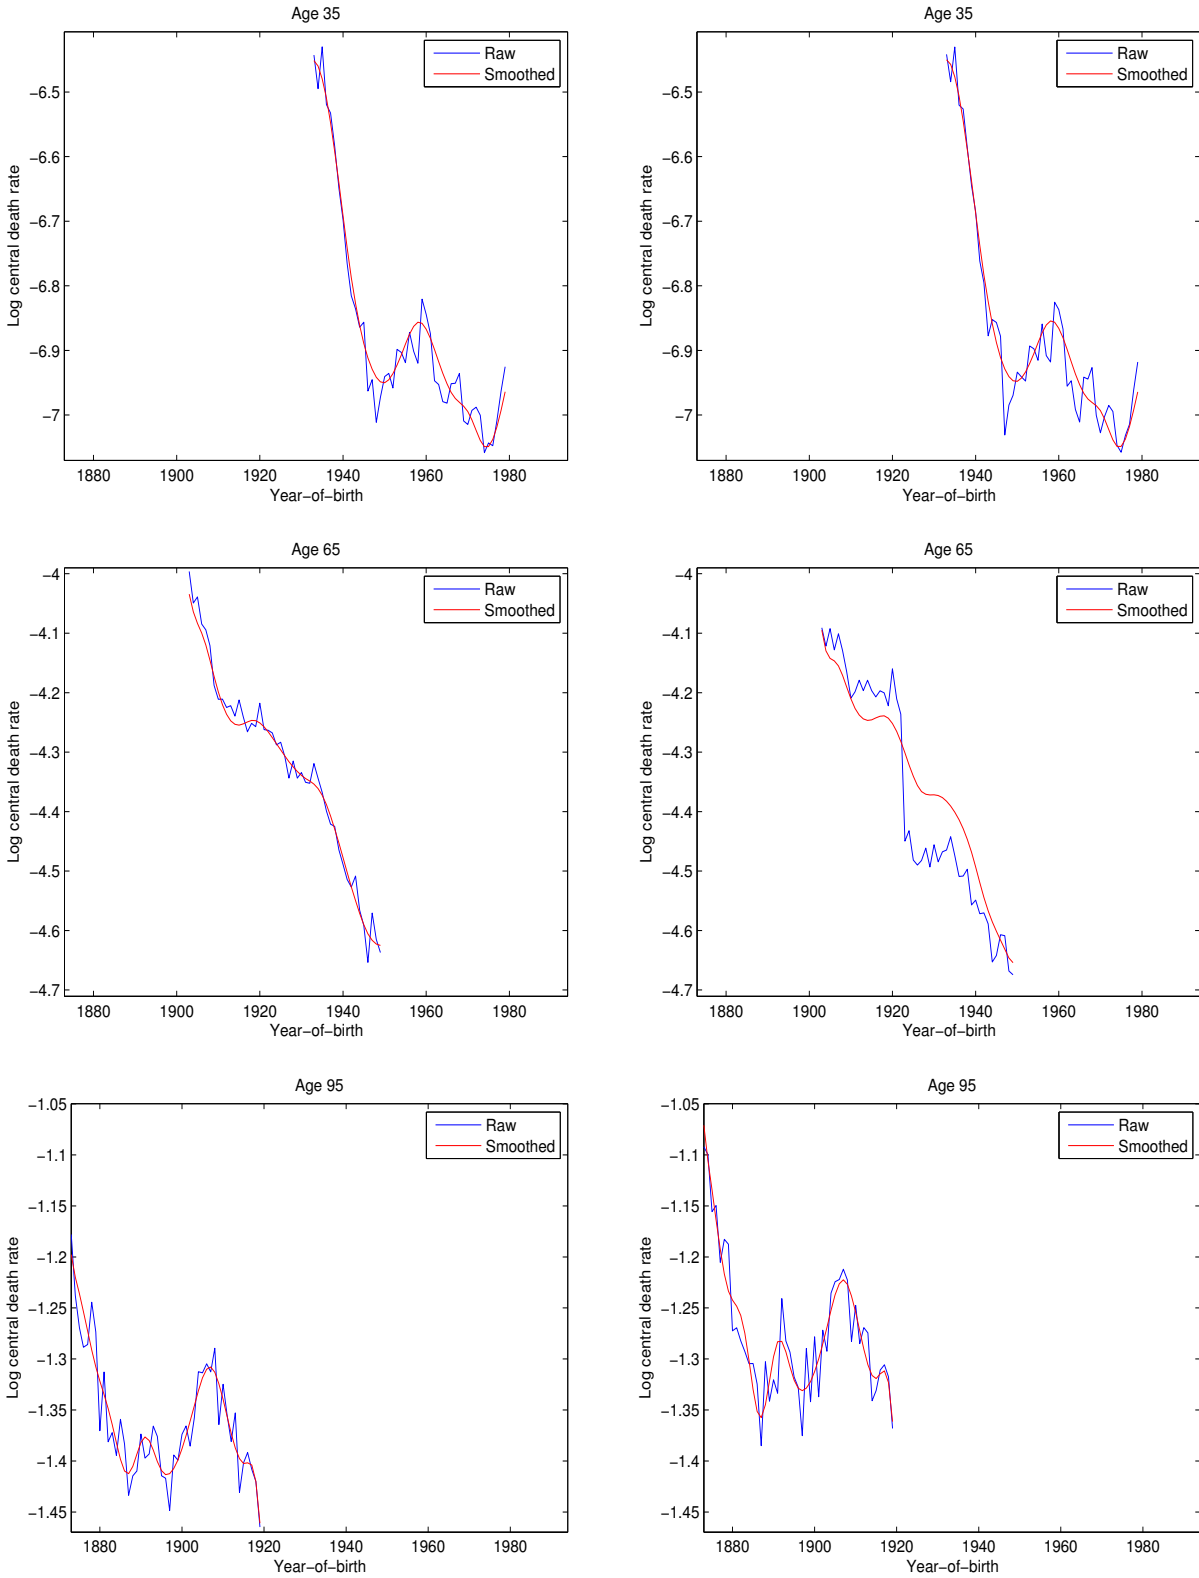 Age 35
Raw
Smoothed
−6.5
−6.6
−6.7
−6.8
−6.9
−7
Log central death rate
1880 1900 1920 1940 1960 1980
Year−of−birth
Age 35
Raw
Smoothed
−6.5
−6.6
−6.7
−6.8
−6.9
−7
Log central death rate
1880 1900 1920 1940 1960 1980
Year−of−birth
Age 65
Raw
Smoothed
−4
−4.1
−4.2
−4.3
−4.4
−4.5
−4.6
−4.7
Log central death rate
1880 1900 1920 1940 1960 1980
Year−of−birth
Age 65
Raw
Smoothed
−4
−4.1
−4.2
−4.3
−4.4
−4.5
−4.6
−4.7
Log central death rate
1880 1900 1920 1940 1960 1980
Year−of−birth
Age 95
Raw
Smoothed
−1.05
−1.1
−1.15
−1.2
−1.25
−1.3
−1.35
−1.4
−1.45
Log central death rate
1880 1900 1920 1940 1960 1980
Year−of−birth
Age 95
Raw
Smoothed
−1.05
−1.1
−1.15
−1.2
−1.25
−1.3
−1.35
−1.4
−1.45
Log central death rate
1880 1900 1920 1940 1960 1980
Year−of−birth